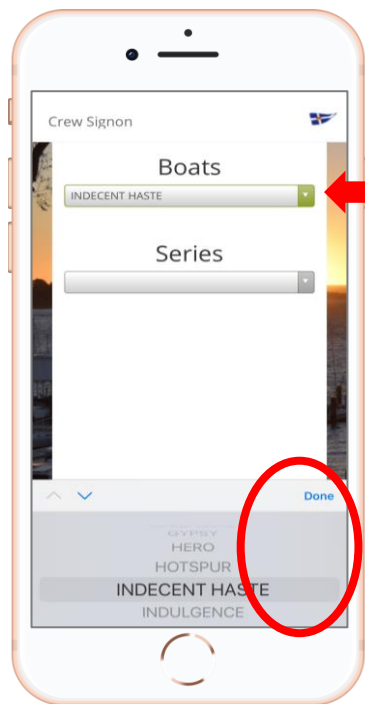 Crew Signon
Boats
INDECENT HASTE
Series
Done
GYPSY
HERO
HOTSPUR
INDECENT HASTE
INDULGENCE